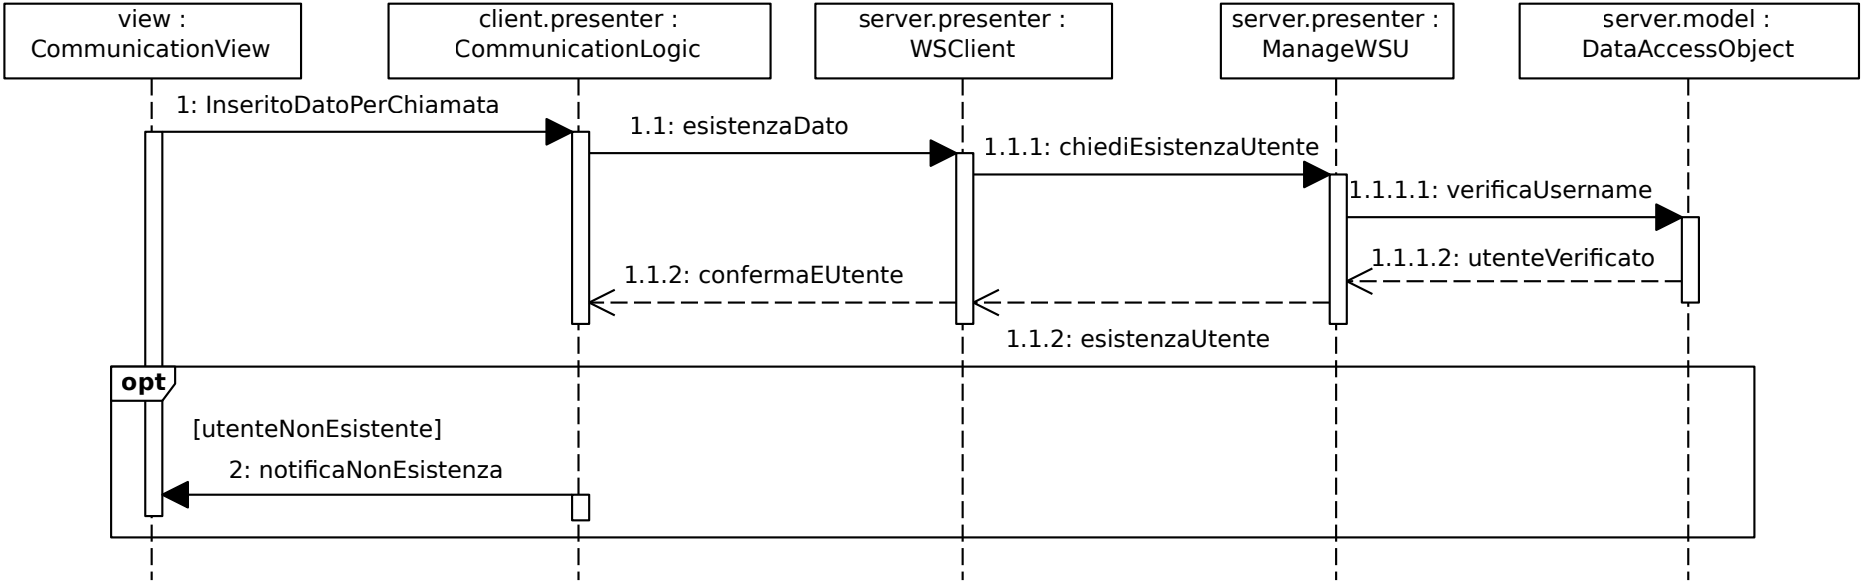 view :
CommunicationView
client.presenter :
CommunicationLogic
server.presenter :
WSClient
server.presenter :
ManageWSU
server.model :
DataAccessObject
1: InseritoDatoPerChiamata
1.1: esistenzaDato
1.1.1: chiediEsistenzaUtente
1.1.1.1: verificaUsername
1.1.1.2: utenteVerificato
1.1.2: confermaEUtente
1.1.2: esistenzaUtente
opt
[utenteNonEsistente]
2: notificaNonEsistenza